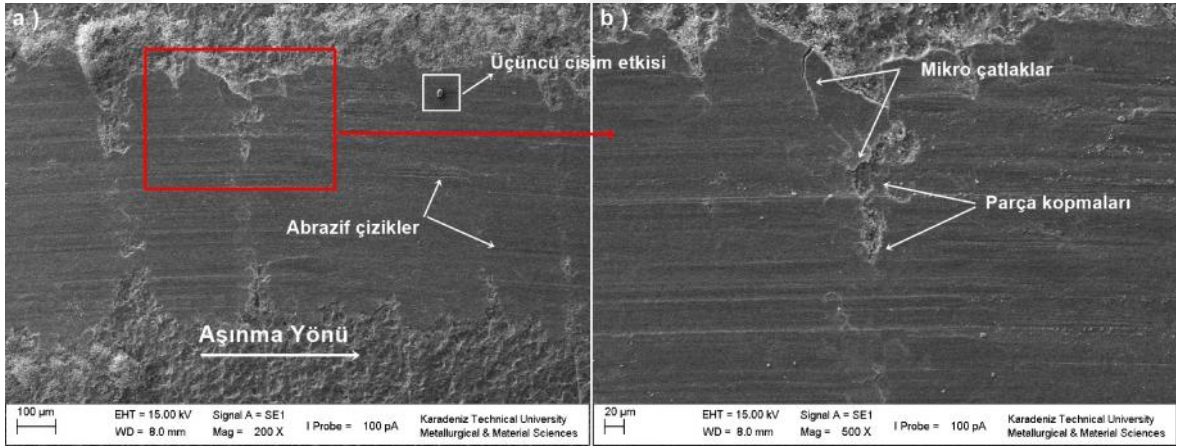 a )
Üçüncü cisim etkisi
Abrazif çizikler
Aşınma Yönü
100 µm
EHT = 15.00 kV
Signal A = SE1
WD = 8.0 mm
Mag = 200 X
I Probe = 100 pA
Karadeniz Technical University
Metallurgical & Material Sciences
b )
Mikro çatlaklar
Parça kopmaları
20 µm
EHT = 15.00 kV
Signal A = SE1
WD = 8.0 mm
Mag = 500 X
I Probe = 100 pA
Karadeniz Technical University
Metallurgical & Material Sciences